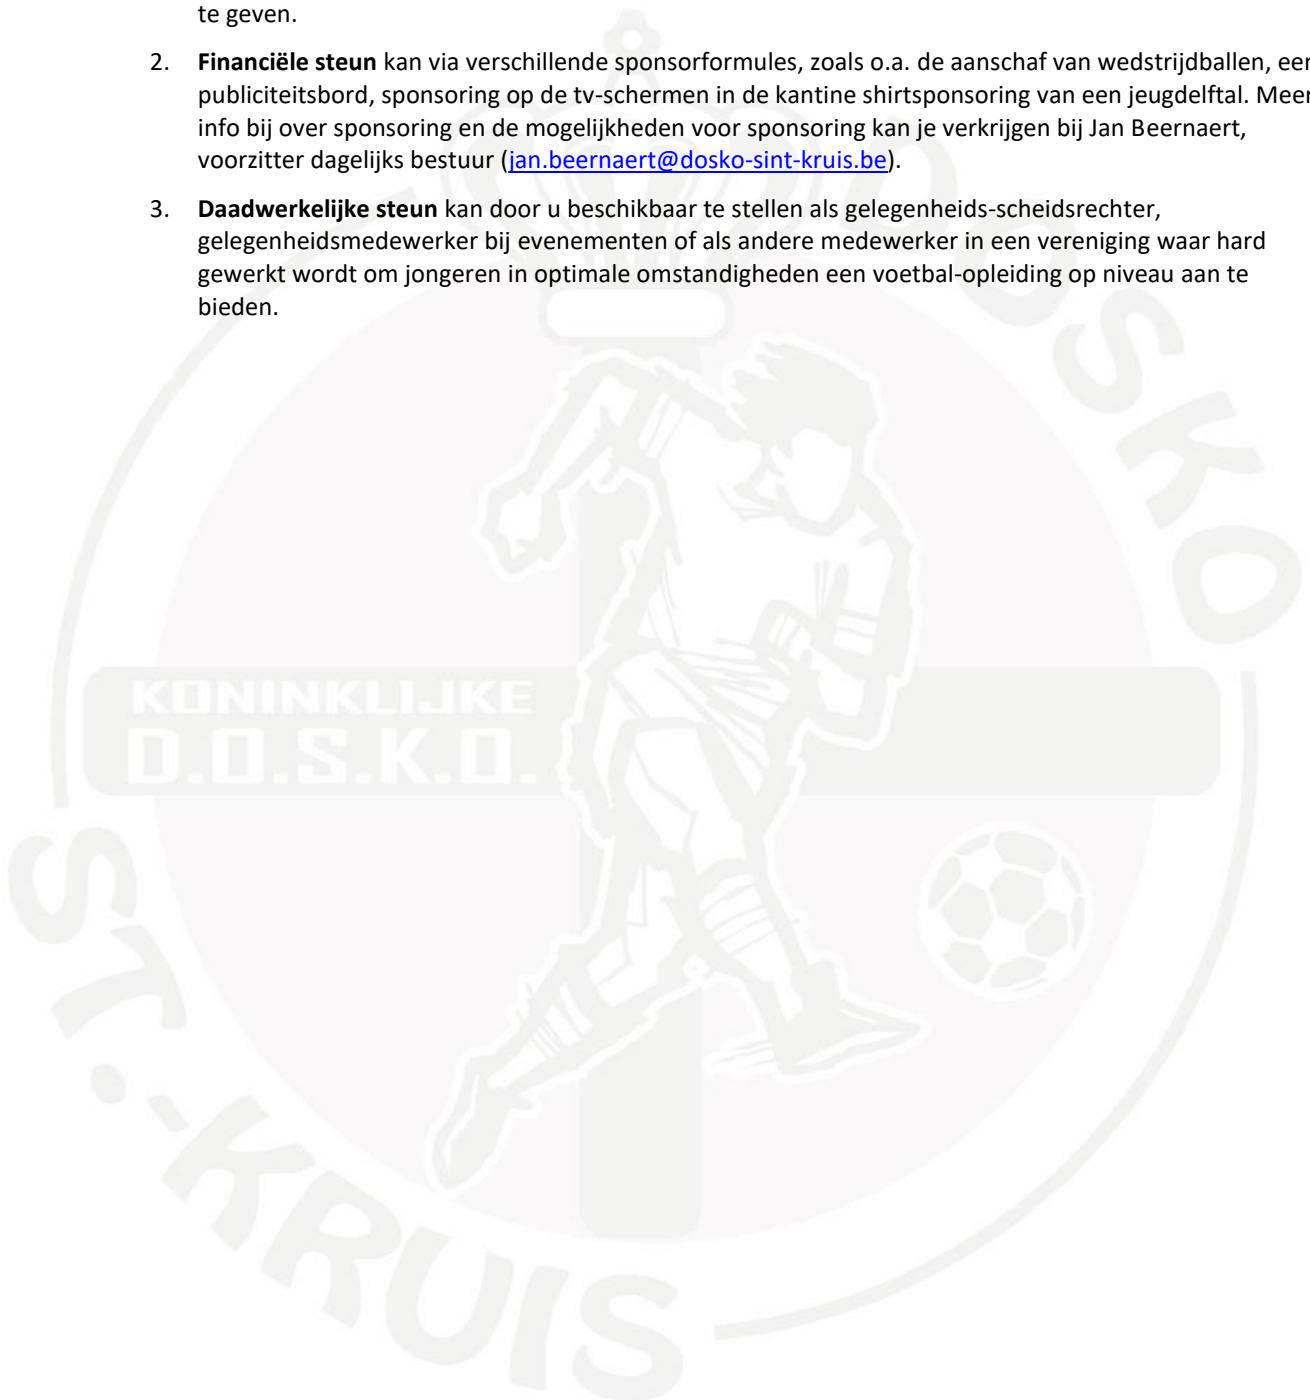 te geven.
2. Financiële steun kan via verschillende sponsorformules, zoals o.a. de aanschaf van wedstrijdballen, een
publiciteitsbord, sponsoring op de tv-schermen in de kantine shirtsponsoring van een jeugdelftal. Meer
info bij over sponsoring en de mogelijkheden voor sponsoring kan je verkrijgen bij Jan Beernaert,
voorzitter dagelijks bestuur (jan.beernaert@dosko-sint-kruis.be).
3. Daadwerkelijke steun kan door u beschikbaar te stellen als gelegenheids-scheidsrechter,
gelegenheidsmedewerker bij evenementen of als andere medewerker in een vereniging waar hard
gewerkt wordt om jongeren in optimale omstandigheden een voetbal-opleiding op niveau aan te
bieden.
DOSKO
KONINKLIJKE
D.O.S.K.O.
ST.-KRUIS